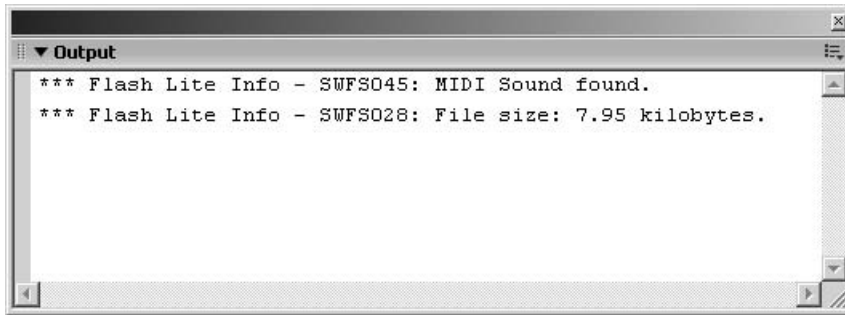 Output
*** Flash Lite Info - SWFS045: MIDI Sound found.
*** Flash Lite Info - SWFS028: File size: 7.95 kilobytes.